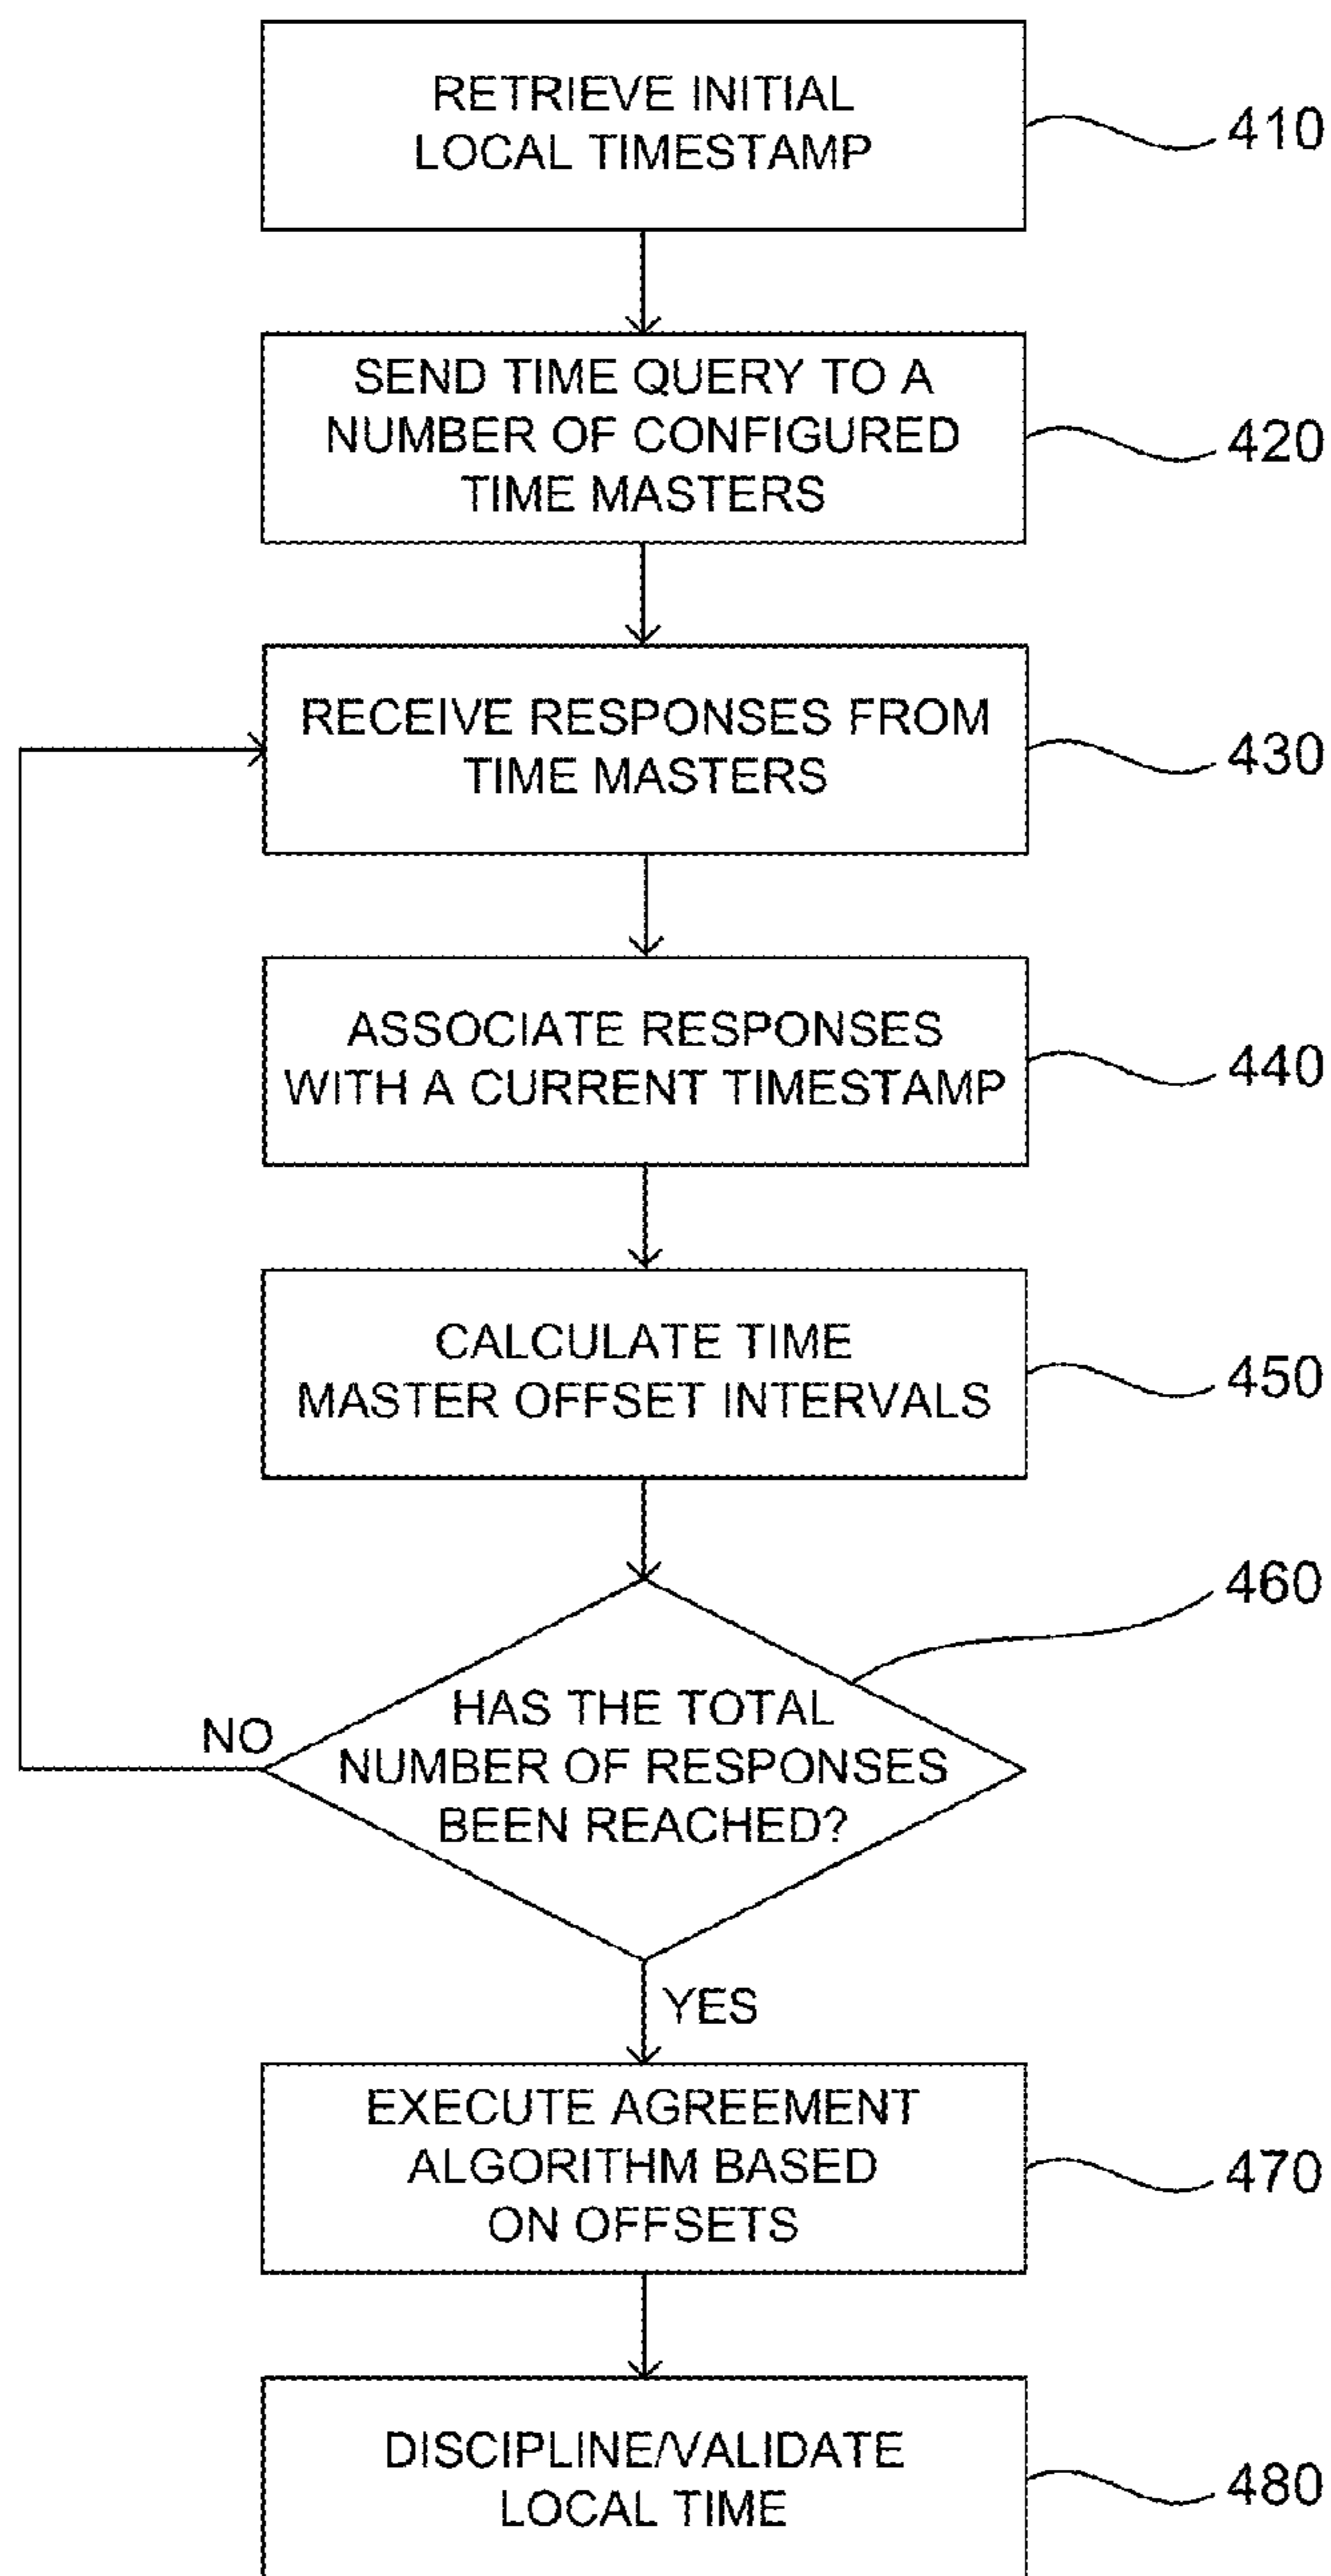 RETRIEVE INITIAL
LOCAL TIMESTAMP
410
SEND TIME QUERY TO A
NUMBER OF CONFIGURED
TIME MASTERS
420
RECEIVE RESPONSES FROM
TIME MASTERS
430
ASSOCIATE RESPONSES
WITH A CURRENT TIMESTAMP
440
CALCULATE TIME
MASTER OFFSET INTERVALS
450
460
HAS THE TOTAL
NUMBER OF RESPONSES
BEEN REACHED?
NO
YES
EXECUTE AGREEMENT
ALGORITHM BASED
ON OFFSETS
470
DISCIPLINE/VALIDATE
LOCAL TIME
480